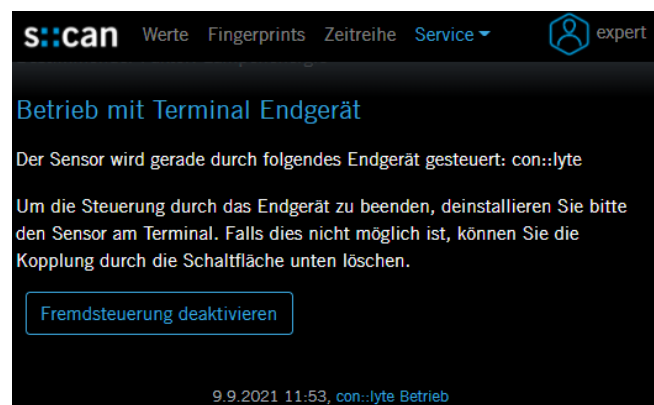 s::can Werte Fingerprints Zeitreihe Service expert
Betrieb mit Terminal Endgerät
Der Sensor wird gerade durch folgendes Endgerät gesteuert: con::lyte
Um die Steuerung durch das Endgerät zu beenden, deinstallieren Sie bitte
den Sensor am Terminal. Falls dies nicht möglich ist, können Sie die
Kopplung durch die Schaltfläche unten löschen.
Fremdsteuerung deaktivieren
9.9.2021 11:53, con::lyte Betrieb